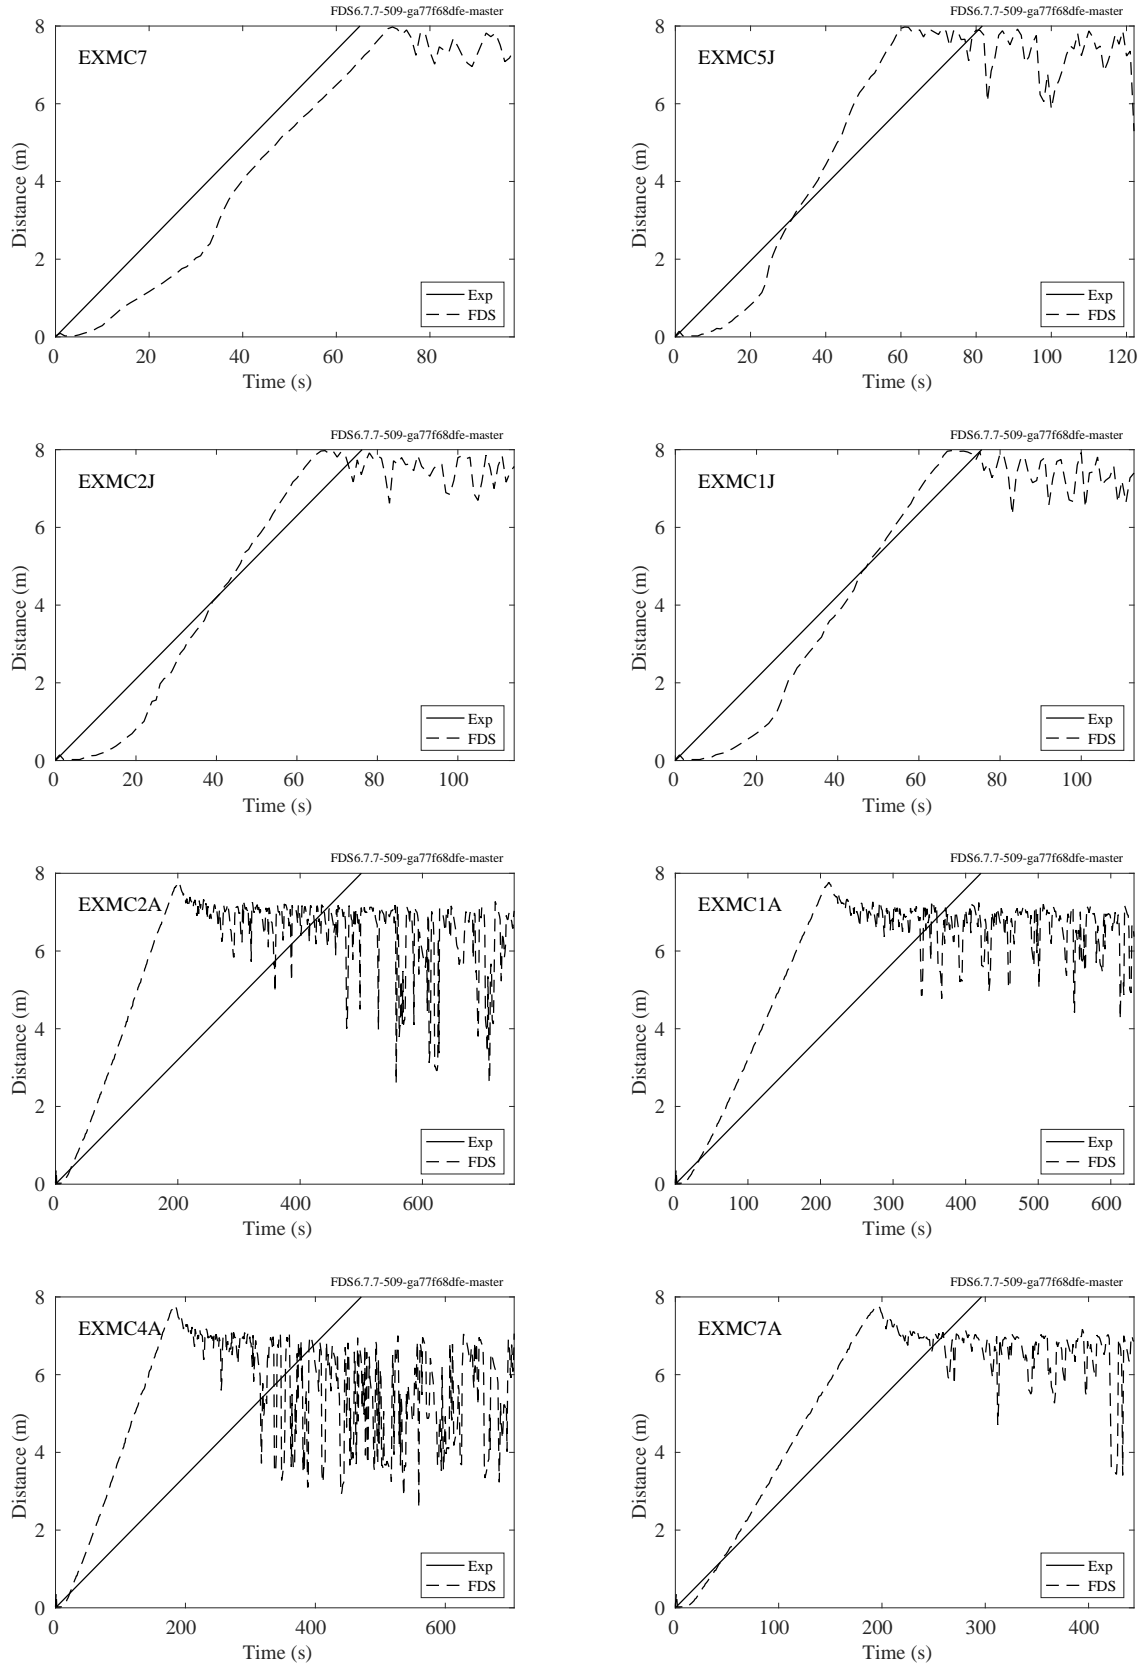 FDS6.7.7-509-ga77f68dfe-master
EXMC7
Distance (m)
8
6
4
2
0
Exp
FDS
0 20 40 60 80
Time (s)
FDS6.7.7-509-ga77f68dfe-master
EXMC5J
Distance (m)
8
6
4
2
0
Exp
FDS
0 20 40 60 80 100 120
Time (s)
FDS6.7.7-509-ga77f68dfe-master
EXMC2J
Distance (m)
8
6
4
2
0
Exp
FDS
0 20 40 60 80 100
Time (s)
FDS6.7.7-509-ga77f68dfe-master
EXMC1J
Distance (m)
8
6
4
2
0
Exp
FDS
0 20 40 60 80 100
Time (s)
FDS6.7.7-509-ga77f68dfe-master
EXMC2A
Distance (m)
8
6
4
2
0
Exp
FDS
0 200 400 600
Time (s)
FDS6.7.7-509-ga77f68dfe-master
EXMC1A
Distance (m)
8
6
4
2
0
Exp
FDS
0 100 200 300 400 500 600
Time (s)
FDS6.7.7-509-ga77f68dfe-master
EXMC4A
Distance (m)
8
6
4
2
0
Exp
FDS
0 200 400 600
Time (s)
FDS6.7.7-509-ga77f68dfe-master
EXMC7A
Distance (m)
8
6
4
2
0
Exp
FDS
0 100 200 300 400
Time (s)